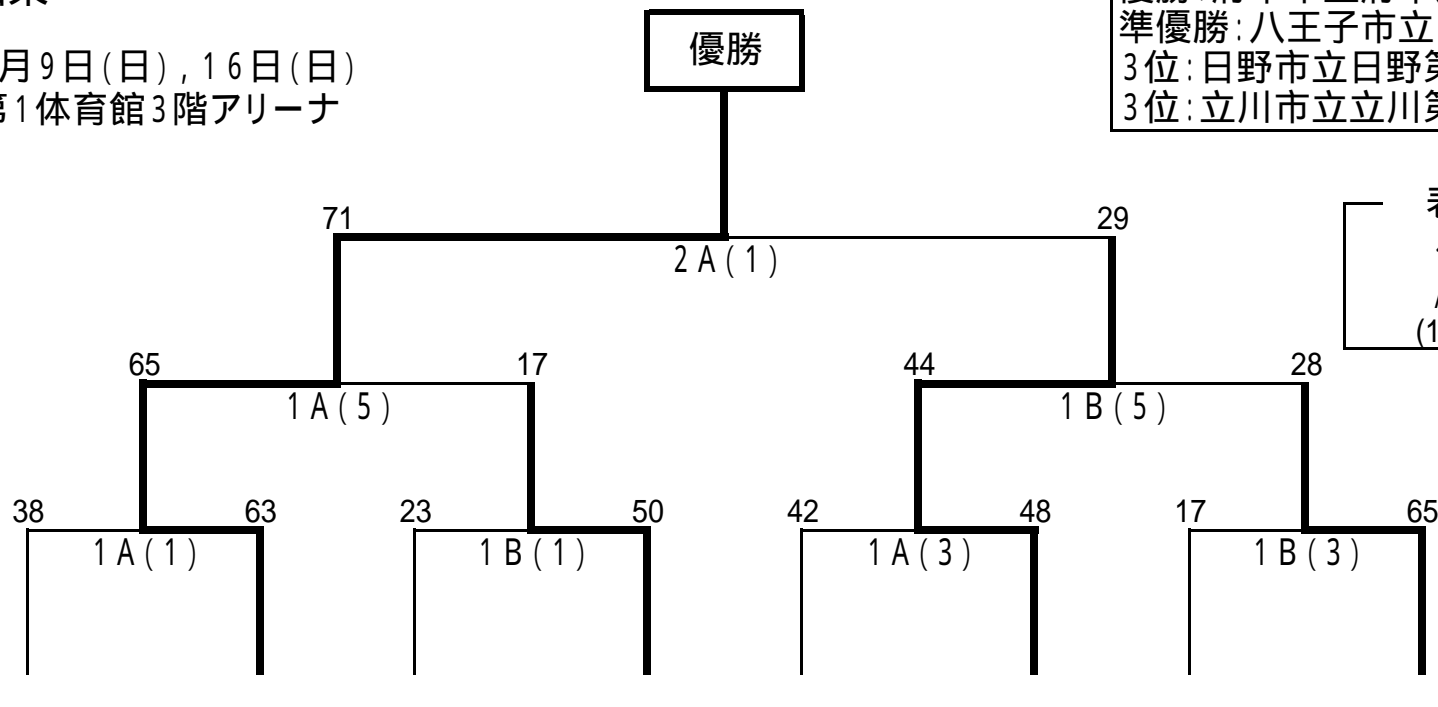 優勝
準優勝:八王子市立
月9日(日),16日(日)
3位:日野市立日野第
第1体育館3階アリーナ
3位:立川市立立川第
71
29
2A(1)
65
17
44
28
1A(5)
1B(5)
38
63
23
50
42
48
17
65
1A(1)
1B(1)
1A(3)
1B(3)